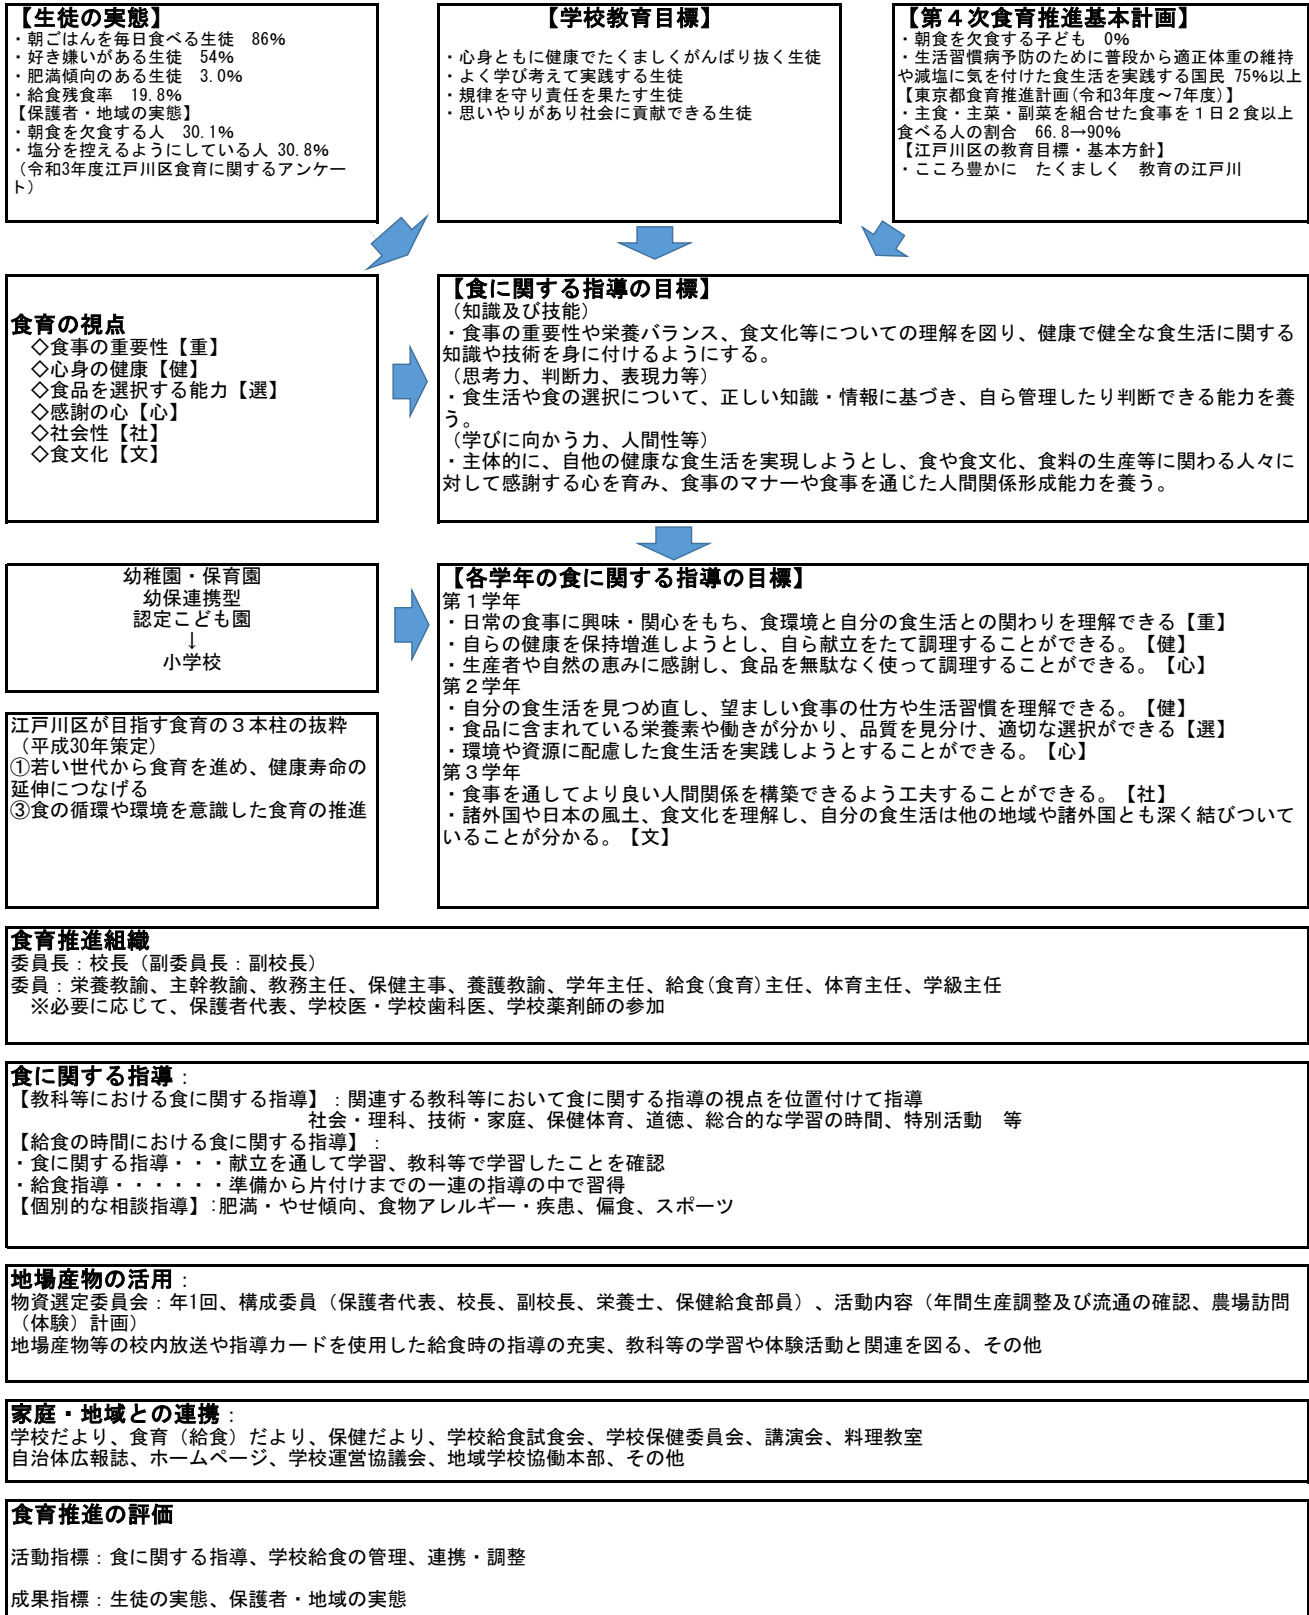 【生徒の実態】
・朝ごはんを毎日食べる生徒　86%
・好き嫌いがある生徒　54%
・肥満傾向のある生徒　3.0%
・給食残食率　19.8%
【保護者・地域の実態】
・朝食を欠食する人　30.1%
・塩分を控えるようにしている人 30.8%
（令和3年度江戸川区食育に関するアンケー
ト）
【学校教育目標】
・心身ともに健康でたくましくがんばり抜く生徒
・よく学び考えて実践する生徒
・規律を守り責任を果たす生徒
・思いやりがあり社会に貢献できる生徒
【第４次食育推進基本計画】
・朝食を欠食する子ども　0%
・生活習慣病予防のために普段から適正体重の維持
や減塩に気を付けた食生活を実践する国民 75%以上
【東京都食育推進計画(令和3年度～7年度)】
・主食・主菜・副菜を組合せた食事を１日２食以上
食べる人の割合　66.8→90%
【江戸川区の教育目標・基本方針】
・こころ豊かに　たくましく　教育の江戸川
食育の視点
◇食事の重要性【重】
◇心身の健康【健】
◇食品を選択する能力【選】
◇感謝の心【心】
◇社会性【社】
◇食文化【文】
【食に関する指導の目標】
（知識及び技能）
・食事の重要性や栄養バランス、食文化等についての理解を図り、健康で健全な食生活に関する
知識や技術を身に付けるようにする。
（思考力、判断力、表現力等）
・食生活や食の選択について、正しい知識・情報に基づき、自ら管理したり判断できる能力を養
う。
（学びに向かう力、人間性等）
・主体的に、自他の健康な食生活を実現しようとし、食や食文化、食料の生産等に関わる人々に
対して感謝する心を育み、食事のマナーや食事を通じた人間関係形成能力を養う。
幼稚園・保育園
幼保連携型
認定こども園
↓
小学校
江戸川区が目指す食育の３本柱の抜粋
（平成30年策定）
①若い世代から食育を進め、健康寿命の
延伸につなげる
③食の循環や環境を意識した食育の推進
【各学年の食に関する指導の目標】
第１学年
・日常の食事に興味・関心をもち、食環境と自分の食生活との関わりを理解できる【重】
・自らの健康を保持増進しようとし、自ら献立をたて調理することができる。【健】
・生産者や自然の恵みに感謝し、食品を無駄なく使って調理することができる。【心】
第２学年
・自分の食生活を見つめ直し、望ましい食事の仕方や生活習慣を理解できる。【健】
・食品に含まれている栄養素や働きが分かり、品質を見分け、適切な選択ができる【選】
・環境や資源に配慮した食生活を実践しようとすることができる。【心】
第３学年
・食事を通してより良い人間関係を構築できるよう工夫することができる。【社】
・諸外国や日本の風土、食文化を理解し、自分の食生活は他の地域や諸外国とも深く結びついて
いることが分かる。【文】
食育推進組織
委員長：校長（副委員長：副校長）
委員：栄養教諭、主幹教諭、教務主任、保健主事、養護教諭、学年主任、給食(食育)主任、体育主任、学級主任
※必要に応じて、保護者代表、学校医・学校歯科医、学校薬剤師の参加
食に関する指導：
【教科等における食に関する指導】：関連する教科等において食に関する指導の視点を位置付けて指導
社会・理科、技術・家庭、保健体育、道徳、総合的な学習の時間、特別活動　等
【給食の時間における食に関する指導】：
・食に関する指導・・・献立を通して学習、教科等で学習したことを確認
・給食指導・・・・・・準備から片付けまでの一連の指導の中で習得
【個別的な相談指導】:肥満・やせ傾向、食物アレルギー・疾患、偏食、スポーツ
地場産物の活用：
物資選定委員会：年1回、構成委員（保護者代表、校長、副校長、栄養士、保健給食部員）、活動内容（年間生産調整及び流通の確認、農場訪問
（体験）計画）
地場産物等の校内放送や指導カードを使用した給食時の指導の充実、教科等の学習や体験活動と関連を図る、その他
家庭・地域との連携：
学校だより、食育（給食）だより、保健だより、学校給食試食会、学校保健委員会、講演会、料理教室
自治体広報誌、ホームページ、学校運営協議会、地域学校協働本部、その他
食育推進の評価
活動指標：食に関する指導、学校給食の管理、連携・調整
成果指標：生徒の実態、保護者・地域の実態